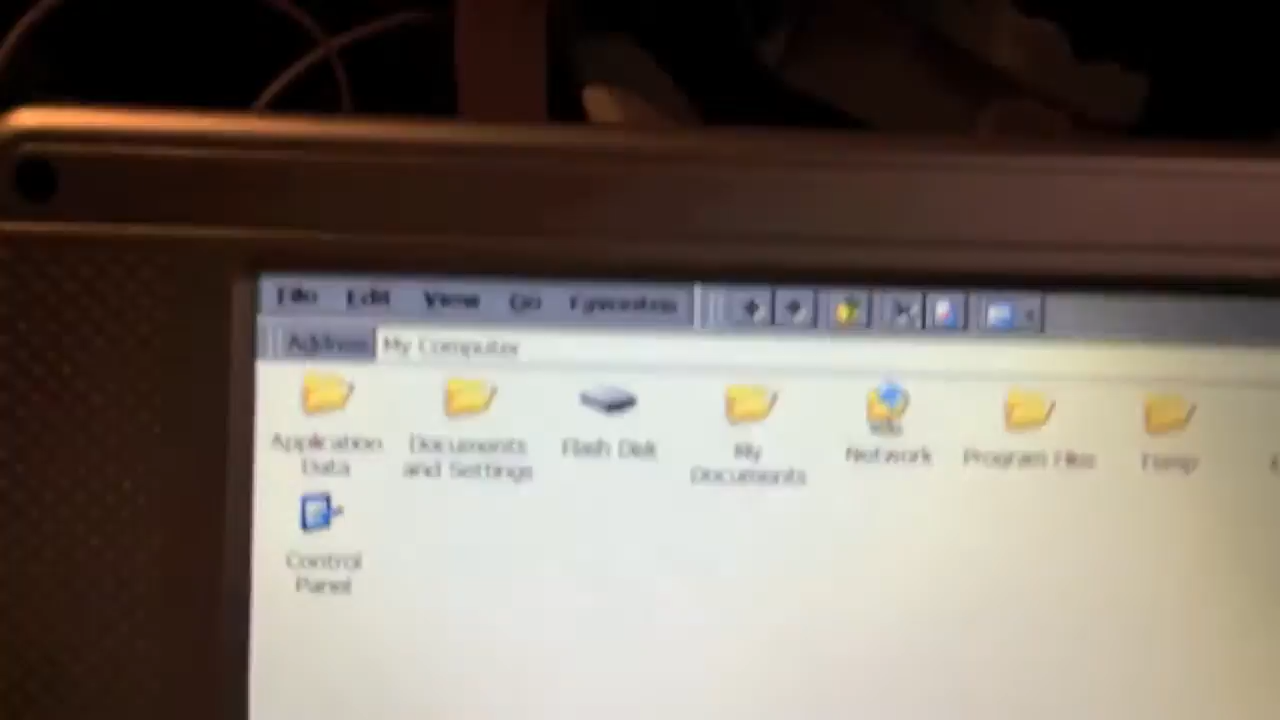 File Edit View Go Favorites
Address My Computer
Application Data
Documents and Settings
Flash Disk
My Documents
Network
Program Files
Temp
Control Panel